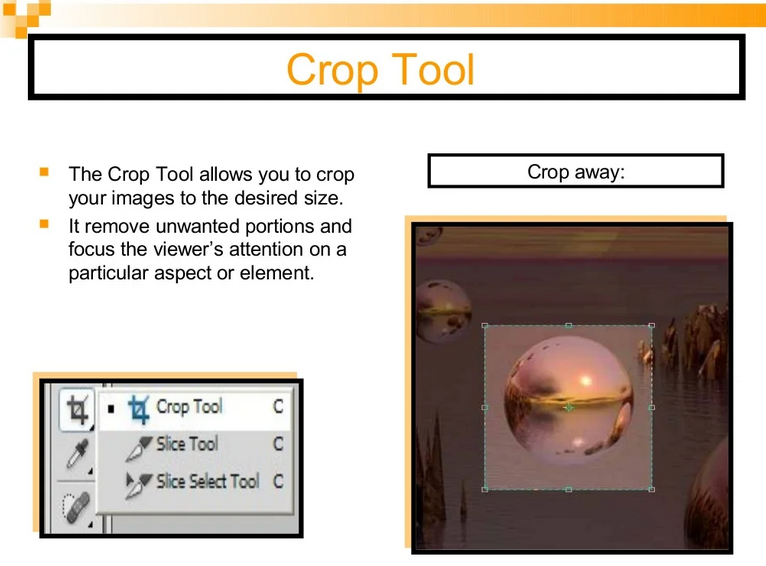 Crop Tool
The Crop Tool allows you to crop
your images to the desired size.
It remove unwanted portions and
focus the viewer's attention on a
particular aspect or element.
Crop away:
Crop Tool C
Slice Tool C
Slice Select Tool C